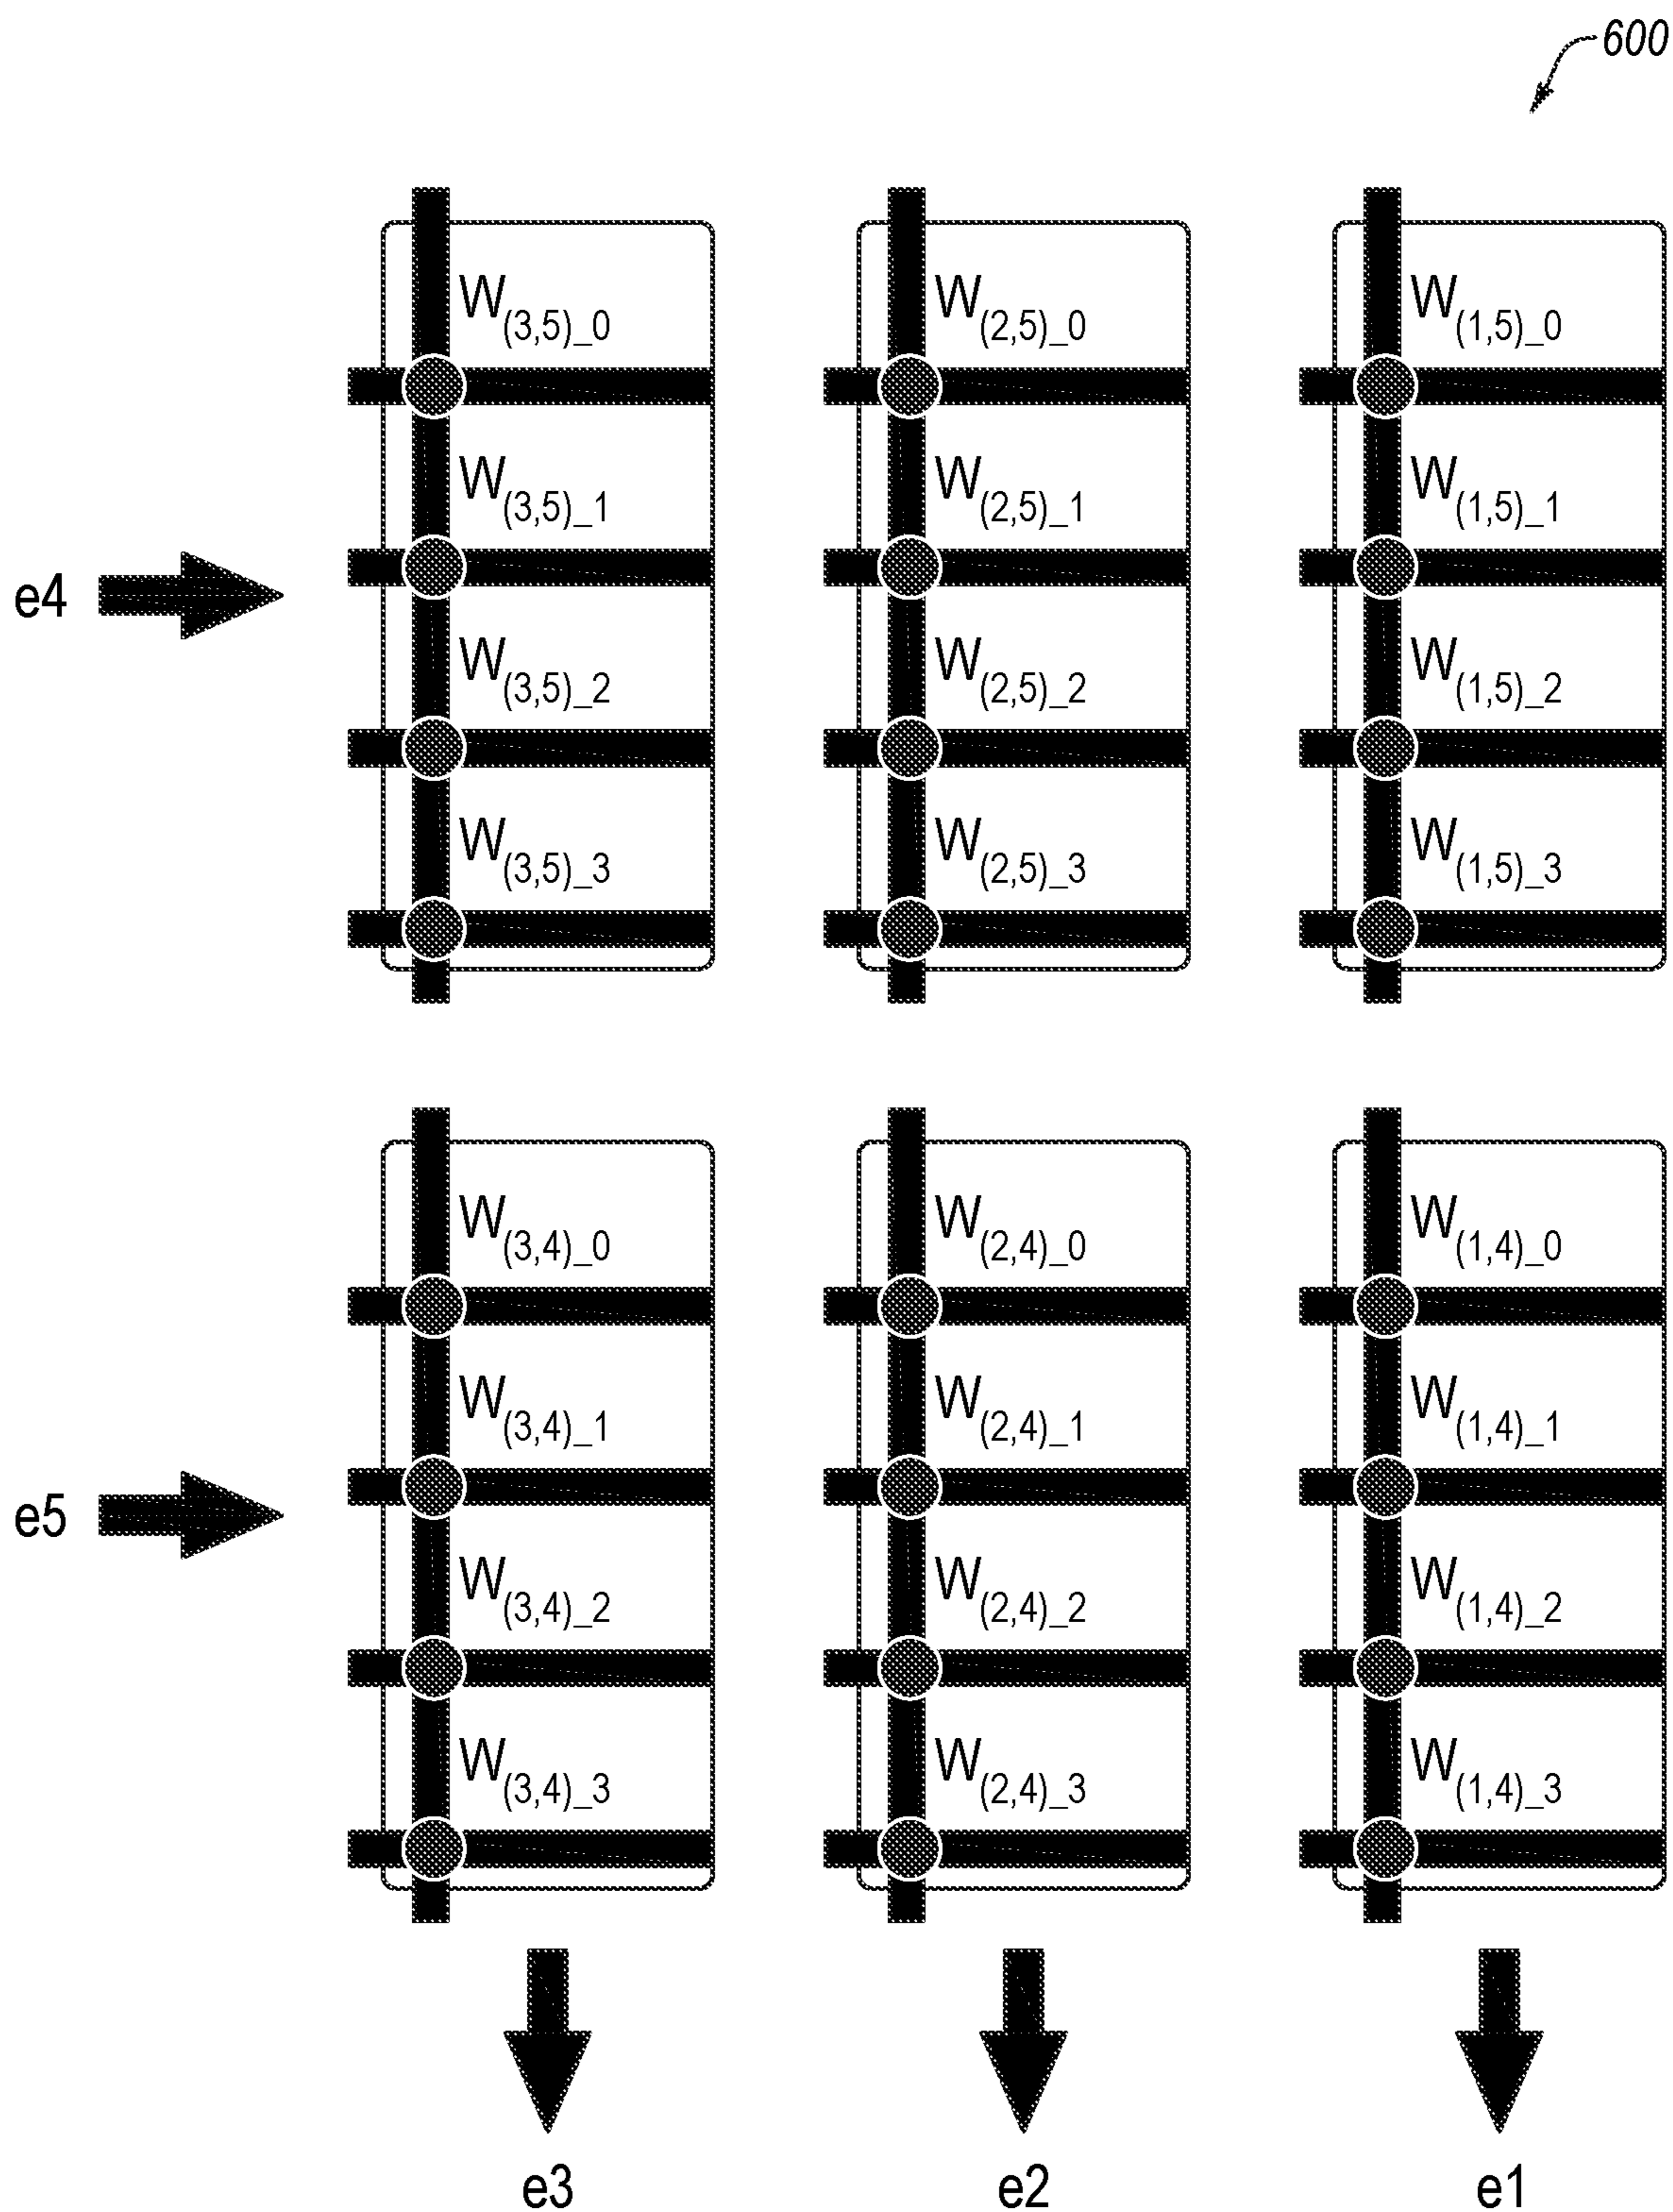 600
W(3,5)_0 W(2,5)_0 W(1,5)_0
W(3,5)_1 W(2,5)_1 W(1,5)_1
e4
W(3,5)_2 W(2,5)_2 W(1,5)_2
W(3,5)_3 W(2,5)_3 W(1,5)_3
W(3,4)_0 W(2,4)_0 W(1,4)_0
W(3,4)_1 W(2,4)_1 W(1,4)_1
e5
W(3,4)_2 W(2,4)_2 W(1,4)_2
W(3,4)_3 W(2,4)_3 W(1,4)_3
e3 e2 e1